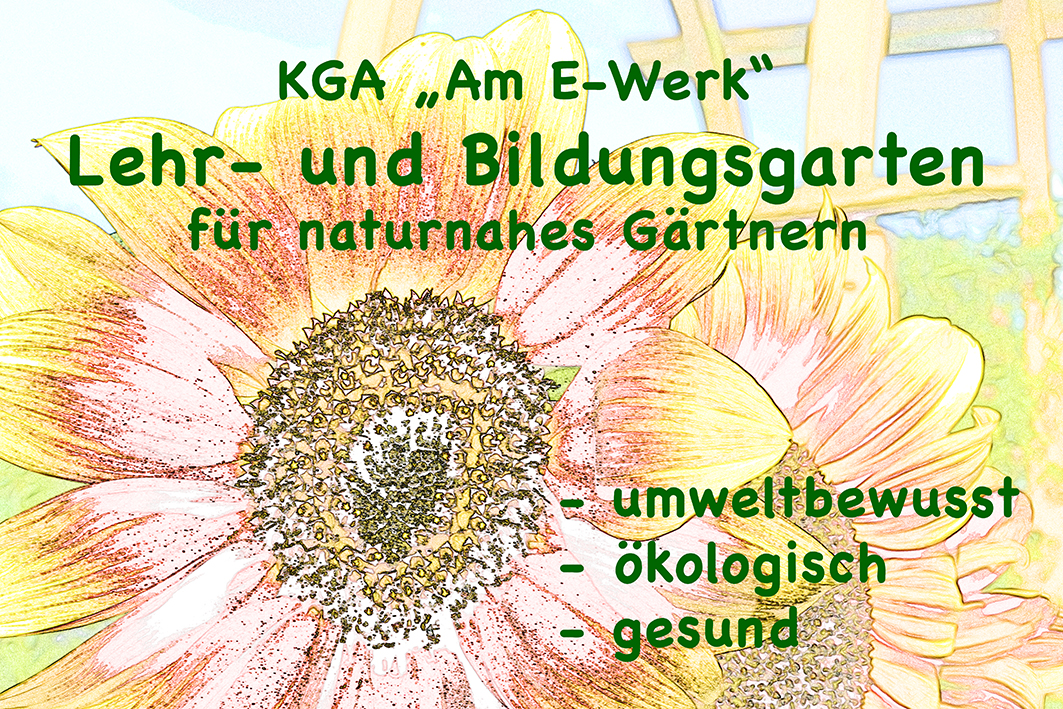 KGA „Am E-Werk“
Lehr- und Bildungsgarten
für naturnahes Gärtnern
- umweltbewusst
- ökologisch
- gesund